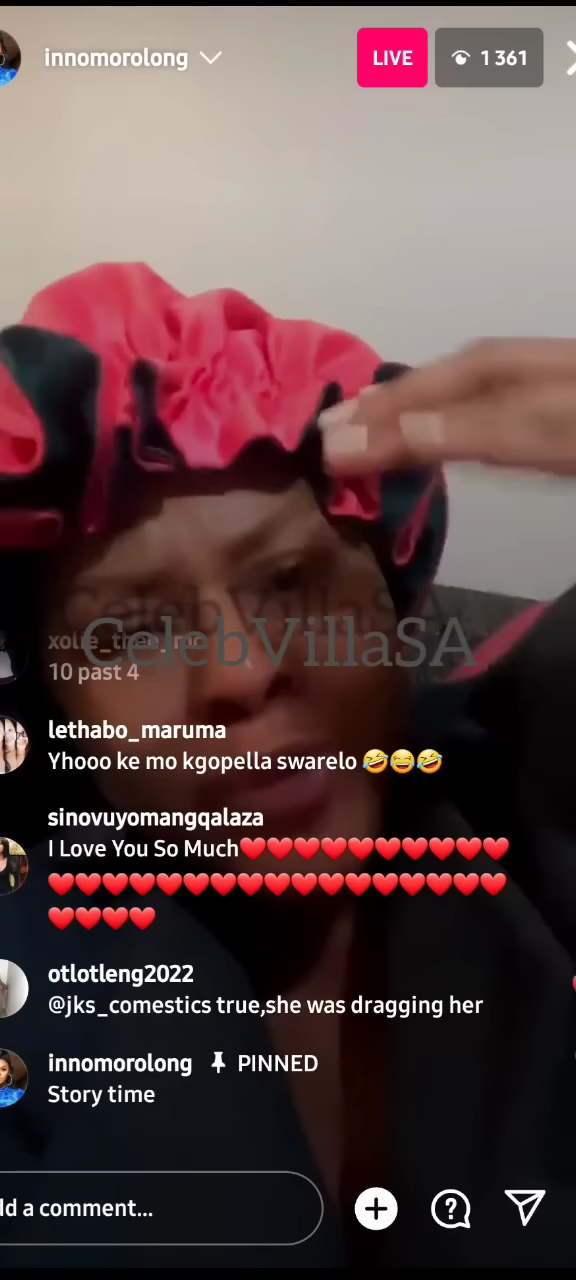 innomorolong
LIVE
1 361
CelebVillaSA
CelebVillaSA
10 past 4
lethabo_maruma
Yhooo ke mo kgopella swarelo 🤣😂🤣
sinovuyomangqalaza
I Love You So Much❤️❤️❤️❤️❤️❤️❤️❤️❤️❤️
❤️❤️❤️❤️❤️❤️❤️❤️❤️❤️❤️❤️❤️❤️❤️❤️❤️
❤️❤️❤️❤️
otlotleng2022
@jks_comestics true,she was dragging her
innomorolong PINNED
Story time
dd a comment...